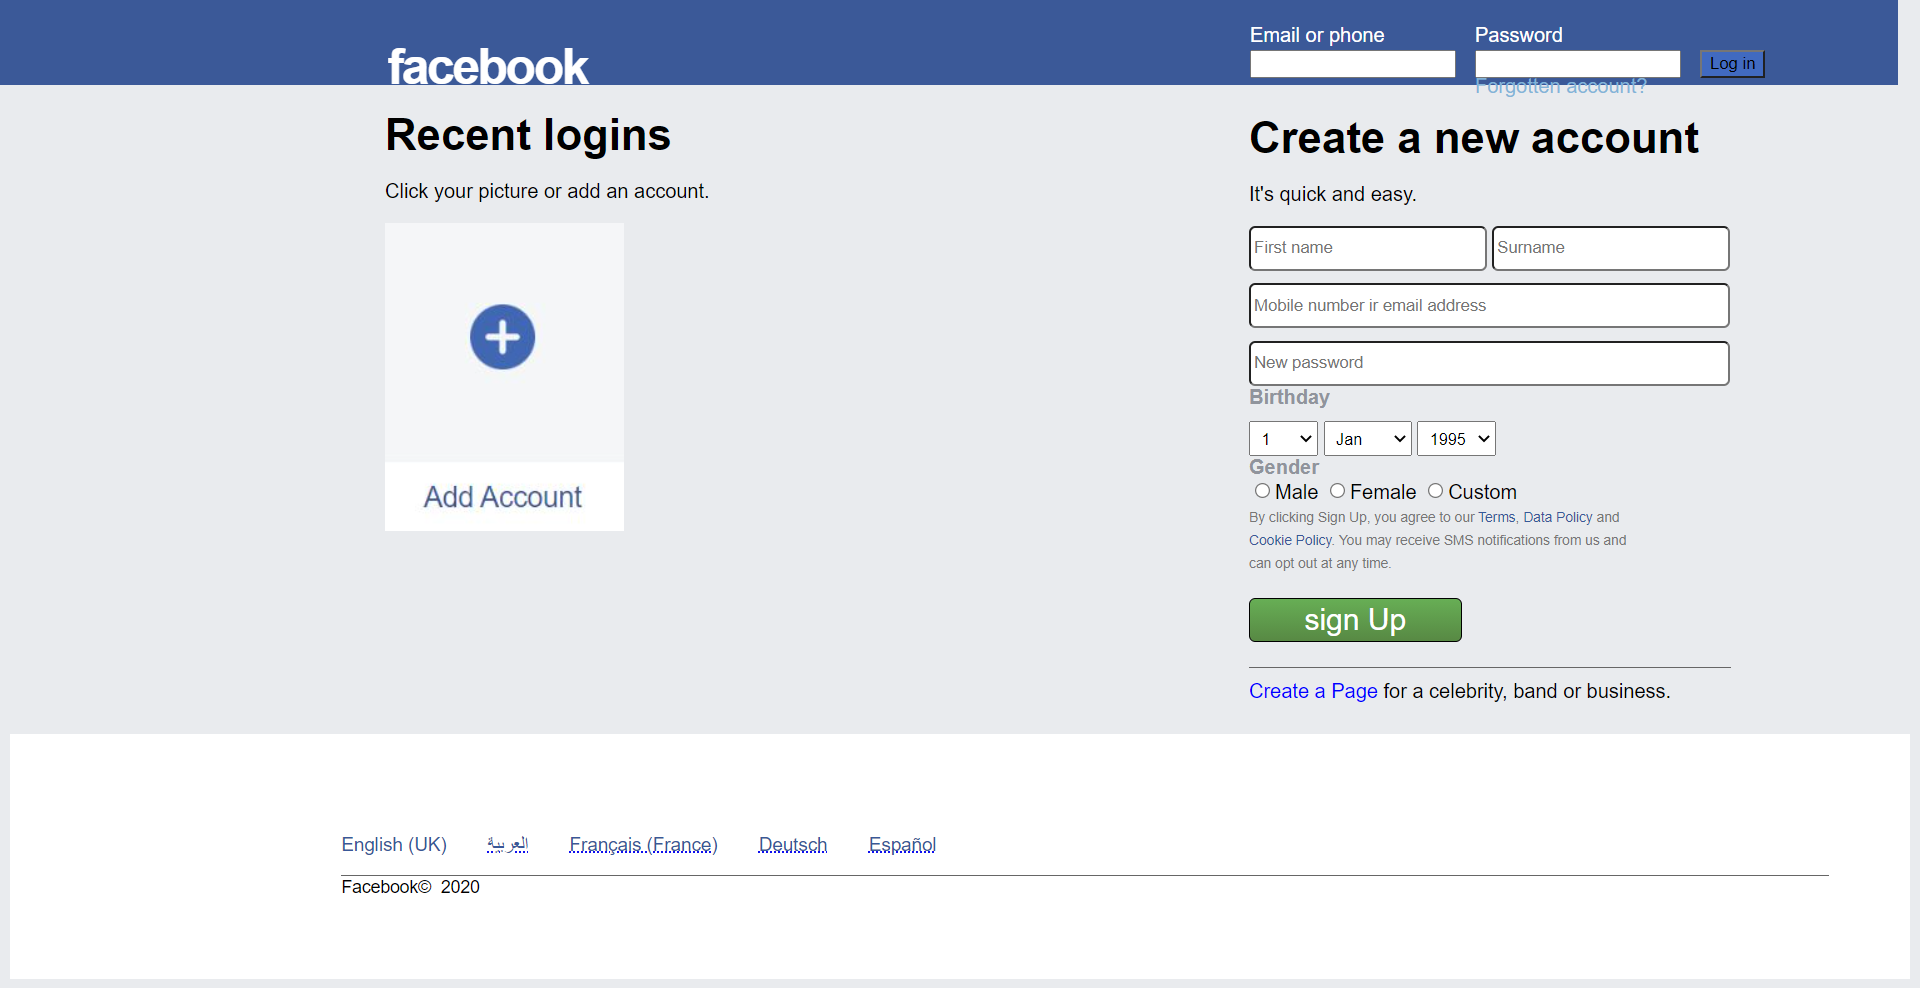 facebook
Email or phone
Password
Log in
Forgotten account?
Recent logins
Click your picture or add an account.
Add Account
Create a new account
It's quick and easy.
First name
Surname
Mobile number ir email address
New password
Birthday
1
Jan
1995
Gender
Male
Female
Custom
By clicking Sign Up, you agree to our Terms, Data Policy and
Cookie Policy. You may receive SMS notifications from us and
can opt out at any time.
sign Up
Create a Page for a celebrity, band or business.
English (UK)
العربية
Français (France)
Deutsch
Español
Facebook© 2020